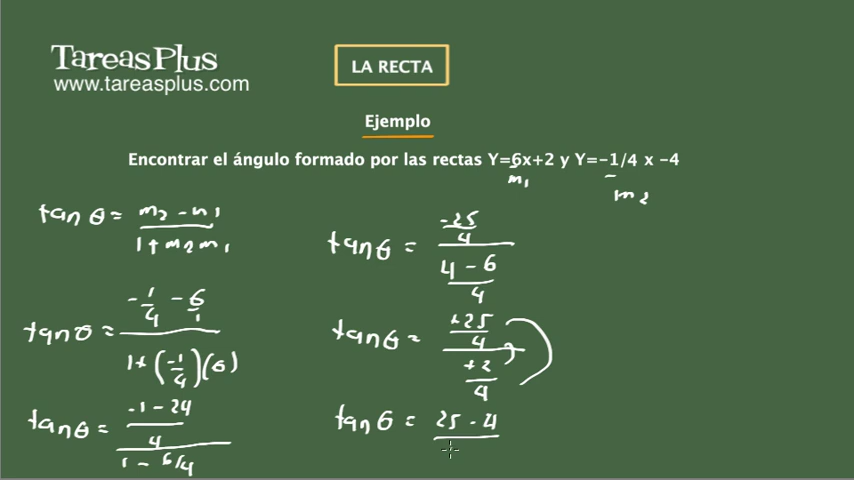 TareasPlus
www.tareasplus.com
LA RECTA
Ejemplo
Encontrar el ángulo formado por las rectas Y=6x+2 y Y=-1/4 x -4
m1
m2
tan θ = (m2 - m1)/(1 + m2 m1)
tan θ = (-1/4 - 6/1)/(1 + (-1/4)(6))
tan θ = ((-1 - 24)/4)/(1 - 6/4)
tan θ = (-25/4)/((4 - 6)/4)
tan θ = (+25/4)/(+2/4)
tan θ = 25 · 4